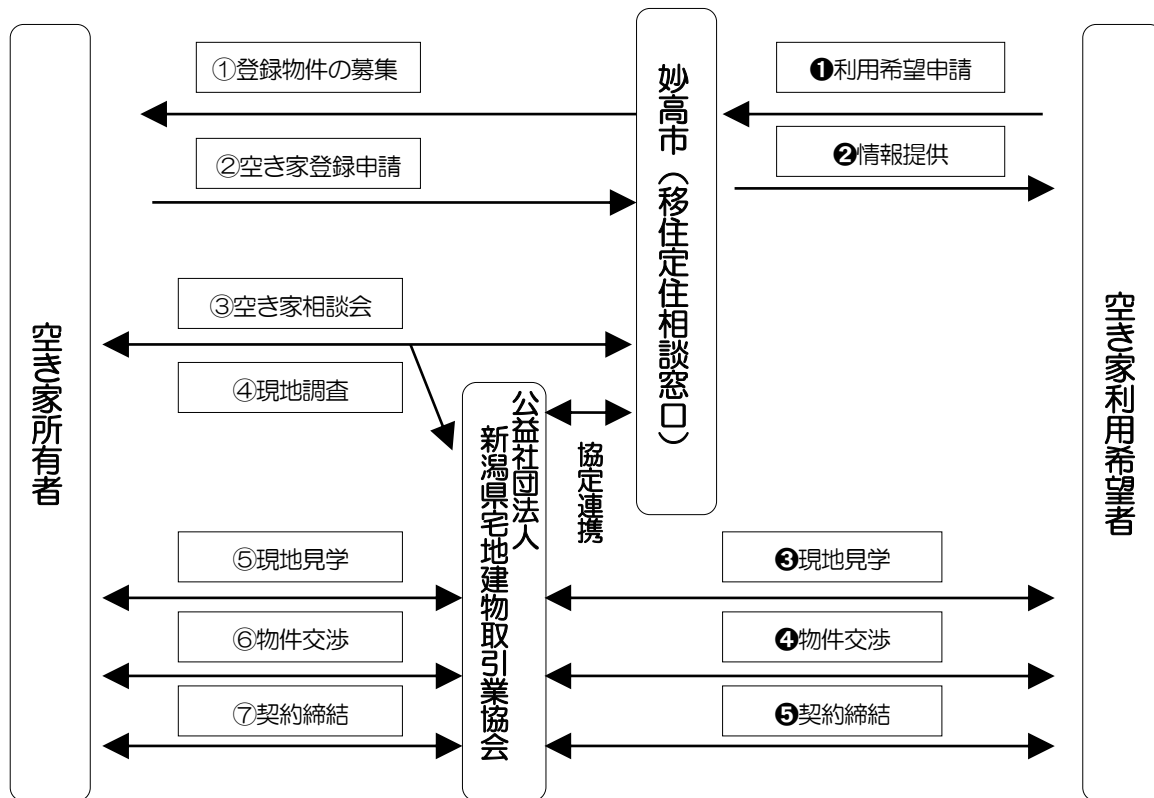 空き家所有者
①登録物件の募集
②空き家登録申請
③空き家相談会
④現地調査
⑤現地見学
⑥物件交渉
⑦契約締結
公益社団法人
新潟県宅地建物取引業協会
協定連携
妙高市（移住定住相談窓口）
❶利用希望申請
❷情報提供
❸現地見学
❹物件交渉
❺契約締結
空き家利用希望者